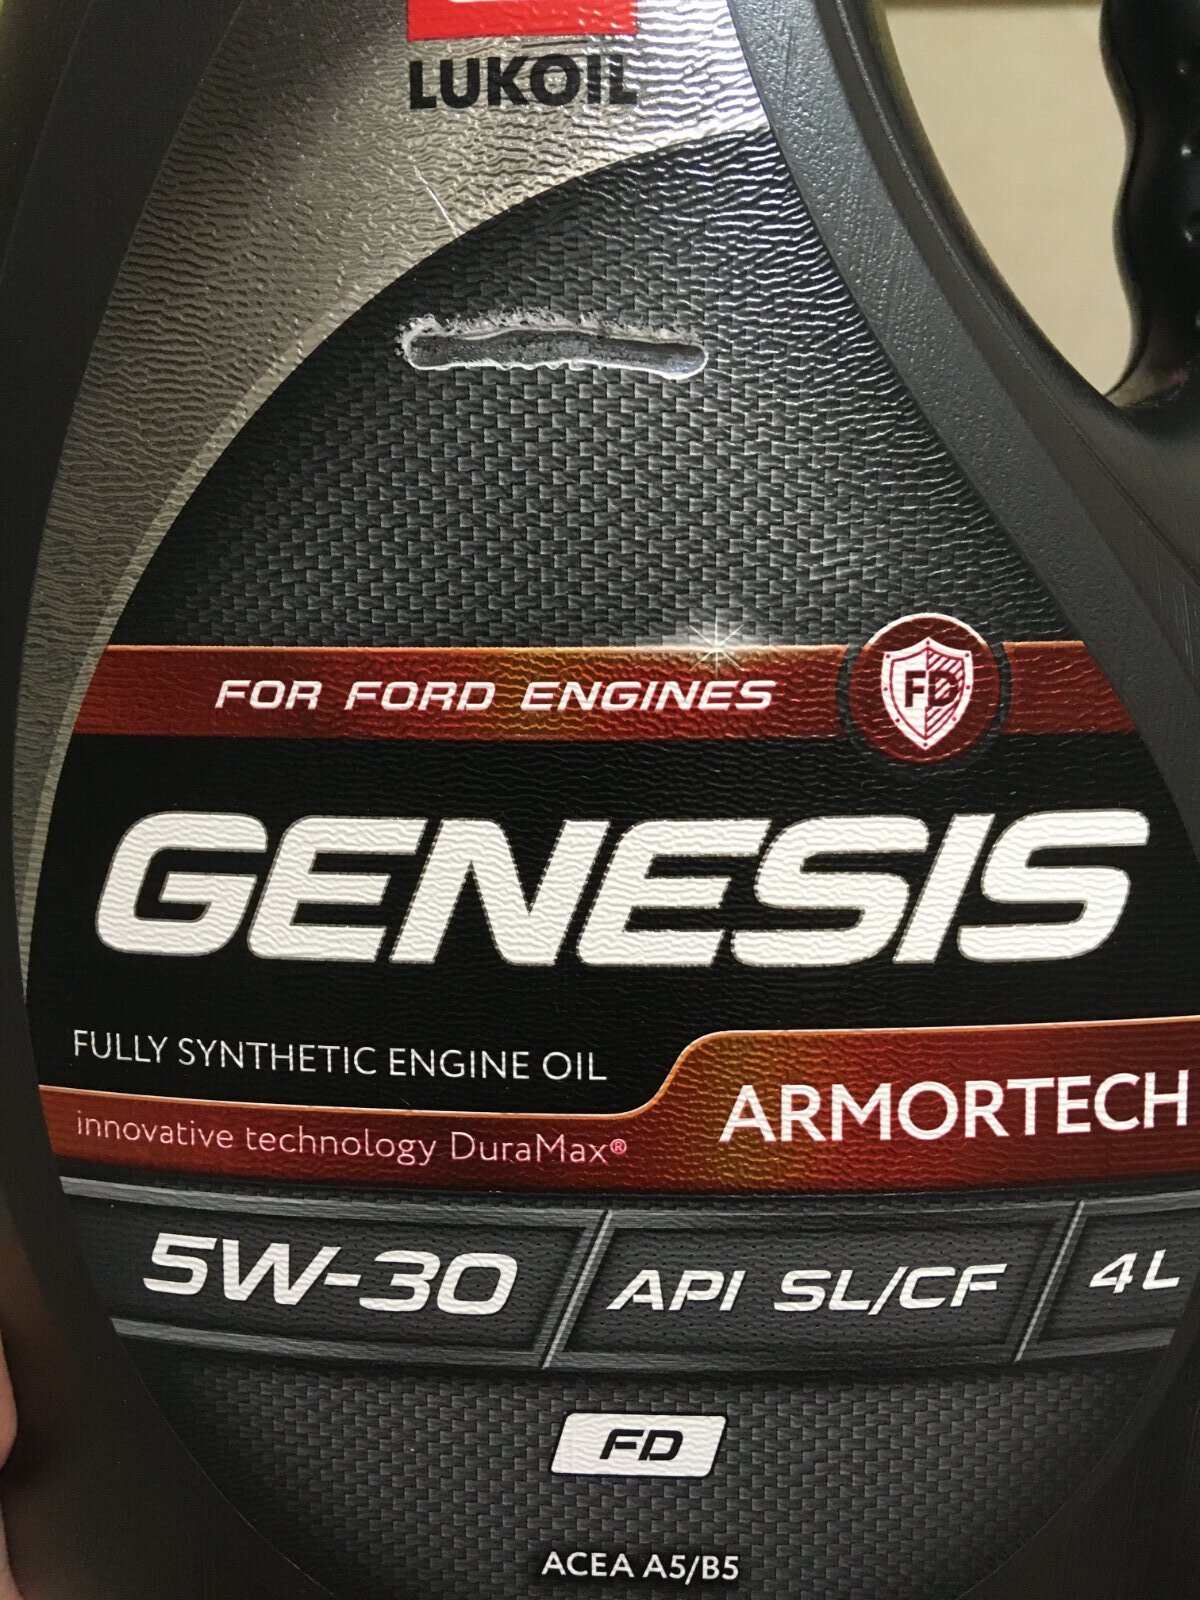 LUKOIL
FOR FORD ENGINES
FD
GENESIS
FULLY SYNTHETIC ENGINE OIL
ARMORTECH
innovative technology DuraMax®
5W-30
API SL/CF
4L
FD
ACEA A5/B5